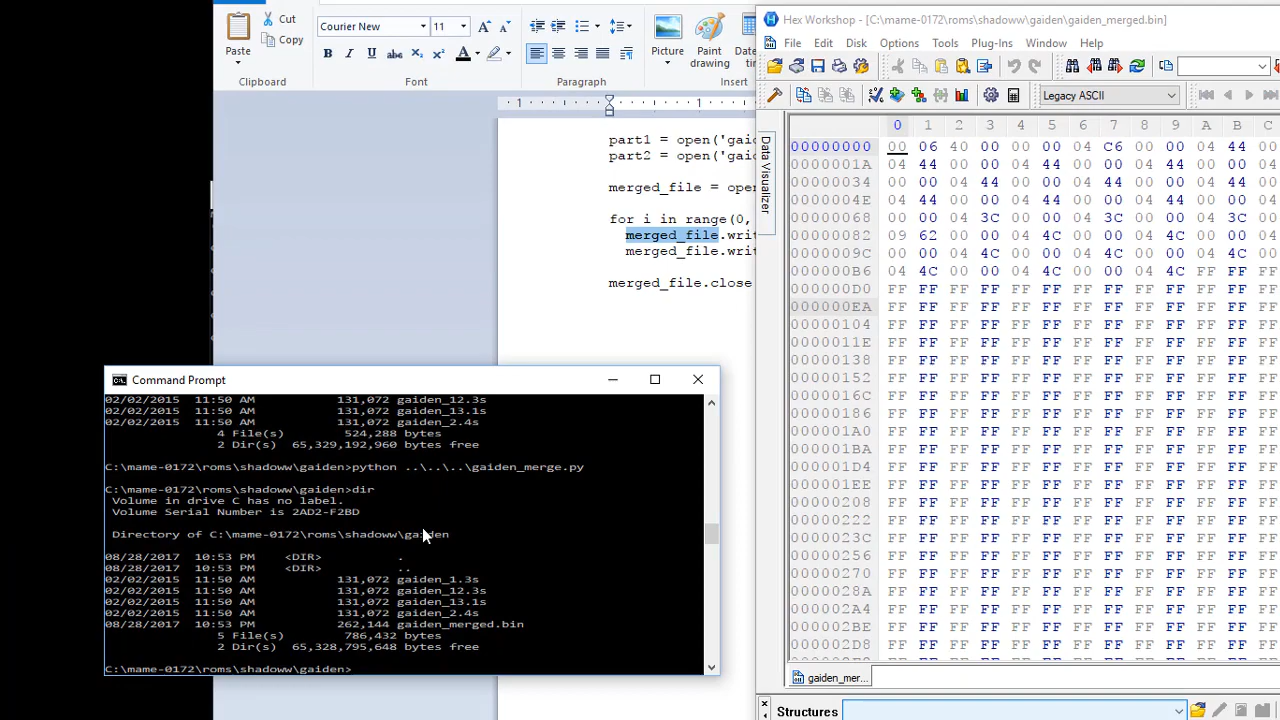 Cut
Copy
Paste
Clipboard
Courier New
11
Font
Paragraph
Picture
Paint
drawing
Insert
1
1
part1 = open('
part2 = open('
merged_file = open
for i in range(0,
merged_file.writ
merged_file.writ
merged_file.close
Hex Workshop - [C:\mame-0172\roms\shadoww\gaiden\gaiden_merged.bin]
File Edit Disk Options Tools Plug-Ins Window Help
Legacy ASCII
Data Visualizer
0 1 2 3 4 5 6 7 8 9 A B C
00000000 00 06 40 00 00 00 04 C6 00 00 04 44 00
0000001A 04 44 00 00 04 44 00 00 04 44 00 00 04
00000034 00 00 04 44 00 00 04 44 00 00 04 44 00
0000004E 04 44 00 00 04 44 00 00 04 44 00 00 04
00000068 00 00 04 3C 00 00 04 3C 00 00 04 3C 00
00000082 09 62 00 00 04 4C 00 00 04 4C 00 00 04
0000009C 00 00 04 4C 00 00 04 4C 00 00 04 4C 00
000000B6 04 4C 00 00 04 4C 00 00 04 4C FF FF FF
000000D0 FF FF FF FF FF FF FF FF FF FF FF FF FF
000000EA FF FF FF FF FF FF FF FF FF FF FF FF FF
00000104 FF FF FF FF FF FF FF FF FF FF FF FF FF
0000011E FF FF FF FF FF FF FF FF FF FF FF FF FF
00000138 FF FF FF FF FF FF FF FF FF FF FF FF FF
00000152 FF FF FF FF FF FF FF FF FF FF FF FF FF
0000016C FF FF FF FF FF FF FF FF FF FF FF FF FF
00000186 FF FF FF FF FF FF FF FF FF FF FF FF FF
000001A0 FF FF FF FF FF FF FF FF FF FF FF FF FF
000001BA FF FF FF FF FF FF FF FF FF FF FF FF FF
000001D4 FF FF FF FF FF FF FF FF FF FF FF FF FF
000001EE FF FF FF FF FF FF FF FF FF FF FF FF FF
00000208 FF FF FF FF FF FF FF FF FF FF FF FF FF
00000222 FF FF FF FF FF FF FF FF FF FF FF FF FF
0000023C FF FF FF FF FF FF FF FF FF FF FF FF FF
00000256 FF FF FF FF FF FF FF FF FF FF FF FF FF
00000270 FF FF FF FF FF FF FF FF FF FF FF FF FF
0000028A FF FF FF FF FF FF FF FF FF FF FF FF FF
000002A4 FF FF FF FF FF FF FF FF FF FF FF FF FF
000002BE FF FF FF FF FF FF FF FF FF FF FF FF FF
000002D8 FF FF FF FF FF FF FF FF FF FF FF FF FF
gaiden_mer...
Structures
Command Prompt
02/02/2015 11:50 AM 131,072 gaiden_12.3s
02/02/2015 11:50 AM 131,072 gaiden_13.1s
02/02/2015 11:50 AM 131,072 gaiden_2.4s
4 File(s) 524,288 bytes
2 Dir(s) 65,329,192,960 bytes free
C:\mame-0172\roms\shadoww\gaiden>python ..\..\..\gaiden_merge.py
C:\mame-0172\roms\shadoww\gaiden>dir
Volume in drive C has no label.
Volume Serial Number is 2AD2-F2BD
Directory of C:\mame-0172\roms\shadoww\gaiden
08/28/2017 10:53 PM <DIR> .
08/28/2017 10:53 PM <DIR> ..
02/02/2015 11:50 AM 131,072 gaiden_1.3s
02/02/2015 11:50 AM 131,072 gaiden_12.3s
02/02/2015 11:50 AM 131,072 gaiden_13.1s
02/02/2015 11:50 AM 131,072 gaiden_2.4s
08/28/2017 10:53 PM 262,144 gaiden_merged.bin
5 File(s) 786,432 bytes
2 Dir(s) 65,328,795,648 bytes free
C:\mame-0172\roms\shadoww\gaiden>